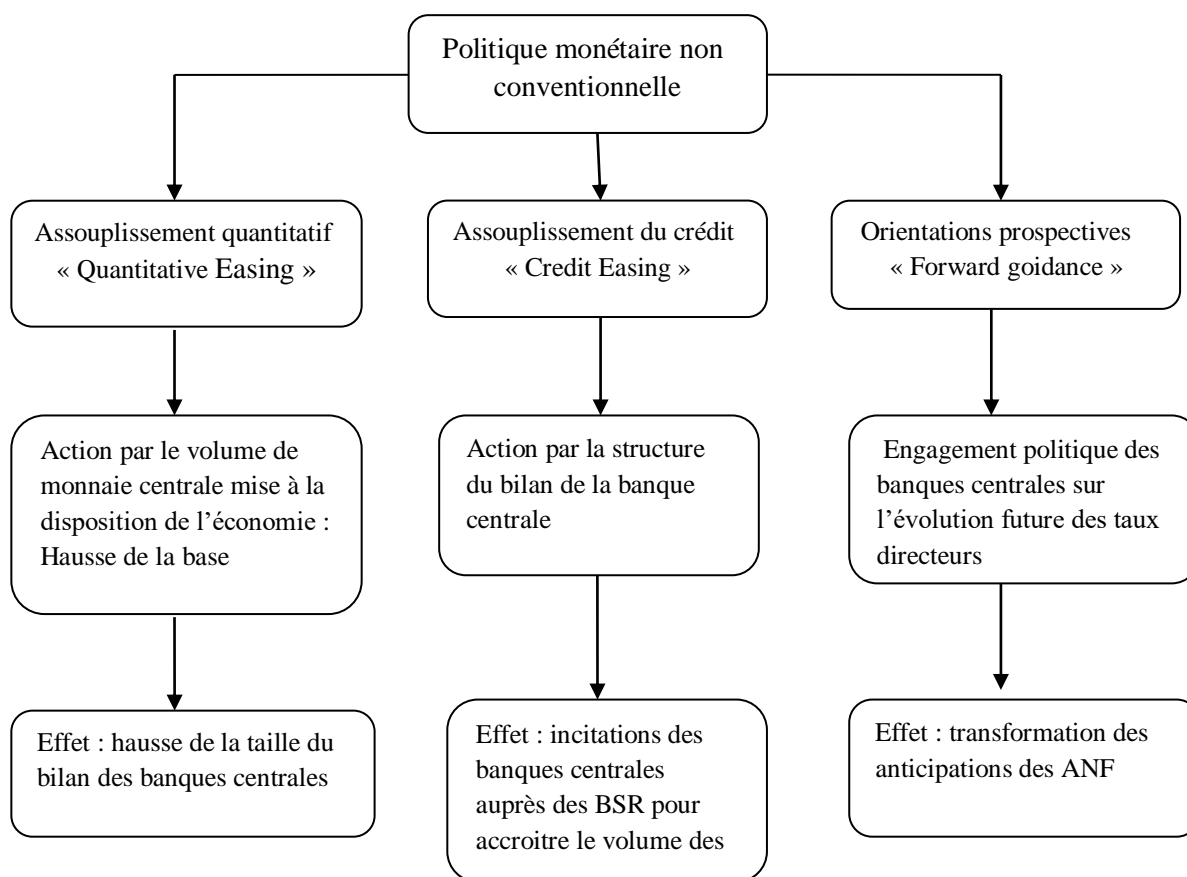 Politique monétaire non
conventionnelle
Assouplissement quantitatif
« Quantitative Easing »
Assouplissement du crédit
« Credit Easing »
Orientations prospectives
« Forward goidance »
Action par le volume de
monnaie centrale mise à la
disposition de l’économie :
Hausse de la base
Action par la structure
du bilan de la banque
centrale
Engagement politique des
banques centrales sur
l’évolution future des taux
directeurs
Effet : hausse de la taille du
bilan des banques centrales
Effet : incitations des
banques centrales
auprès des BSR pour
accroitre le volume des
Effet : transformation des
anticipations des ANF